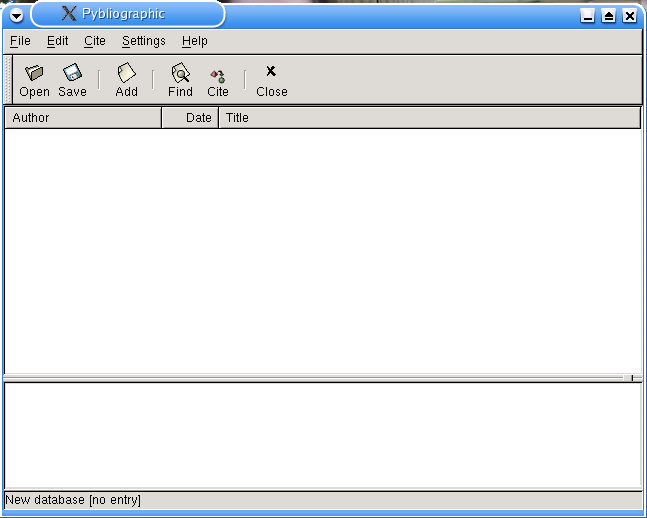 Pybliographic
File Edit Cite Settings Help
Open Save Add Find Cite Close
Author Date Title
New database [no entry]